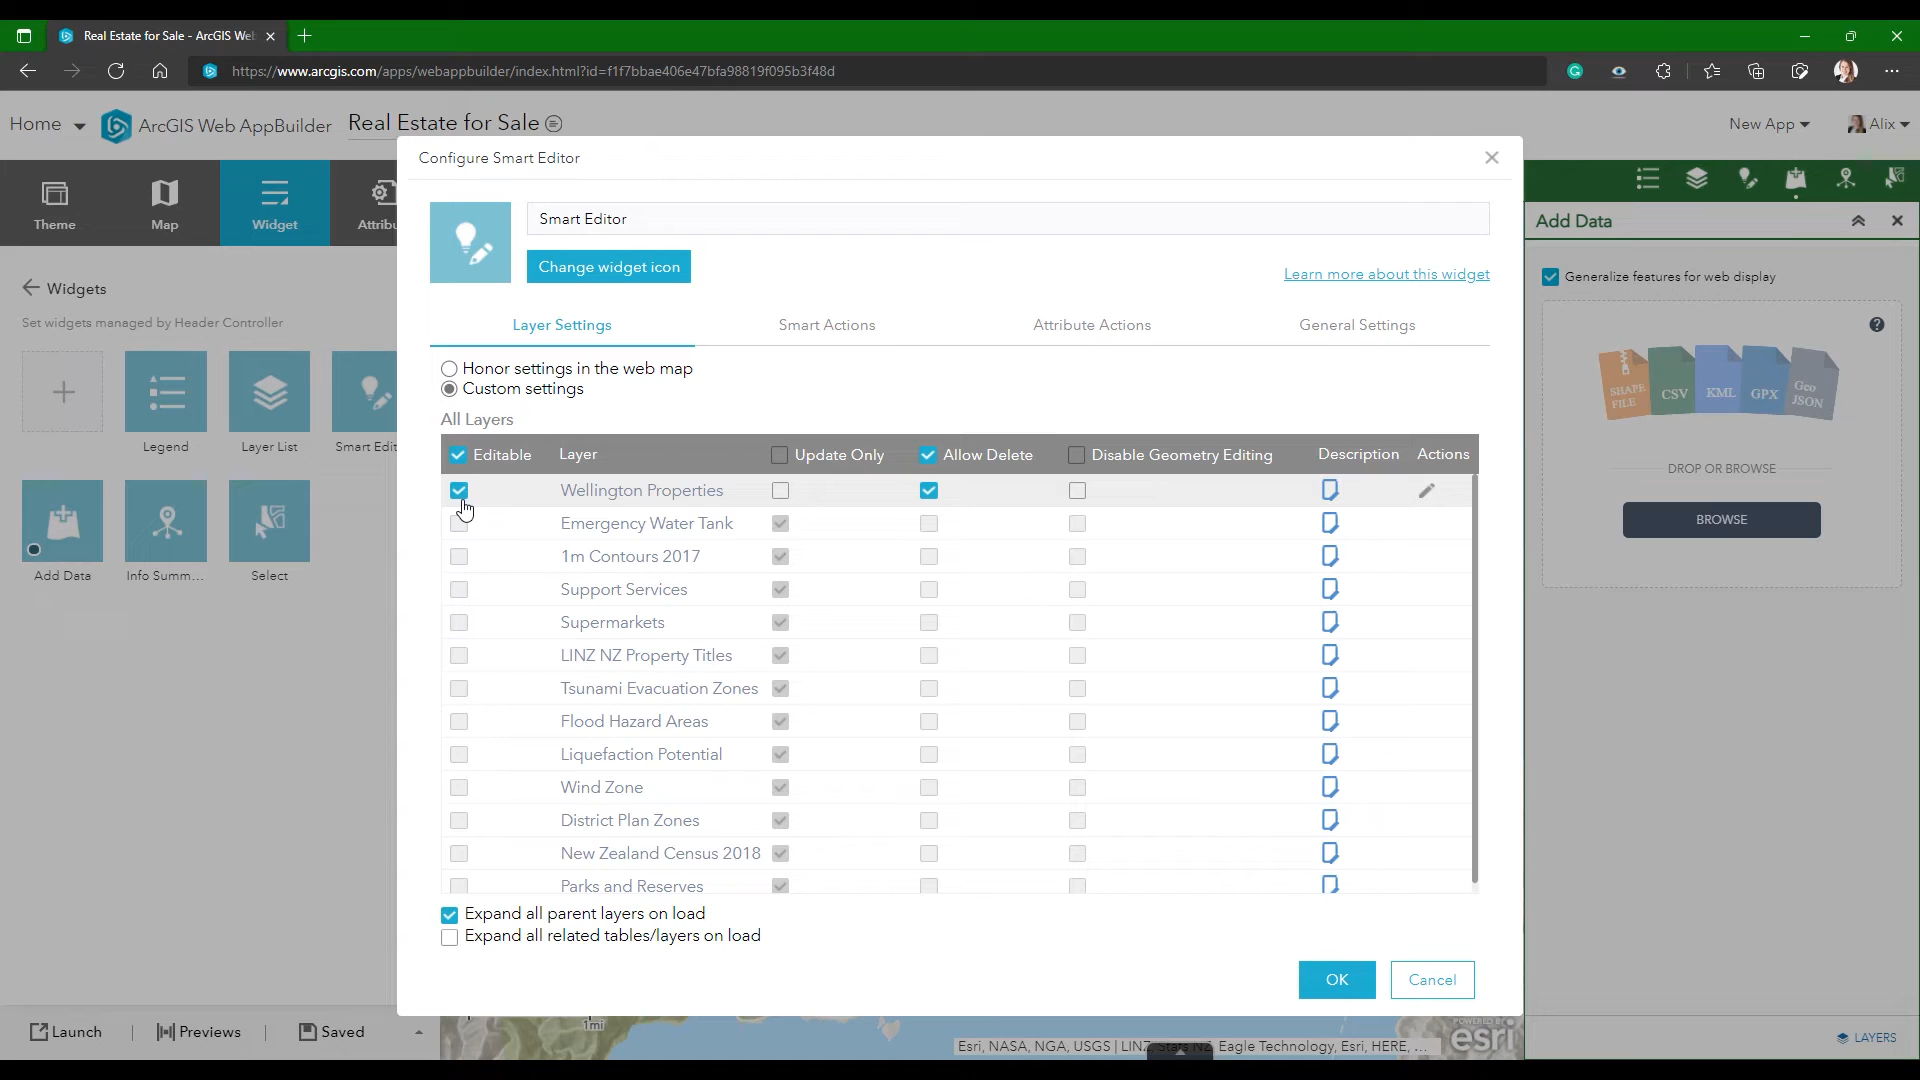 Real Estate for Sale - ArcGIS Web
https://www.arcgis.com/apps/webappbuilder/index.html?id=f1f7bbae406e47bfa98819f095b3f48d
Home
ArcGIS Web AppBuilder
Real Estate for Sale
New App
Alix
Theme
Map
Widget
Attribu
Widgets
Set widgets managed by Header Controller
Legend
Layer List
Smart Edit
Add Data
Info Summ...
Select
Configure Smart Editor
Smart Editor
Change widget icon
Learn more about this widget
Layer Settings
Smart Actions
Attribute Actions
General Settings
Honor settings in the web map
Custom settings
All Layers
Editable Layer Update Only Allow Delete Disable Geometry Editing Description Actions
Wellington Properties
Emergency Water Tank
1m Contours 2017
Support Services
Supermarkets
LINZ NZ Property Titles
Tsunami Evacuation Zones
Flood Hazard Areas
Liquefaction Potential
Wind Zone
District Plan Zones
New Zealand Census 2018
Parks and Reserves
Expand all parent layers on load
Expand all related tables/layers on load
OK
Cancel
Add Data
Generalize features for web display
SHAPE FILE
CSV
KML
GPX
Geo JSON
DROP OR BROWSE
BROWSE
Launch
Previews
Saved
1mi
Esri, NASA, NGA, USGS | LINZ, Stats NZ, Eagle Technology, Esri, HERE, ...
POWERED BY
esri
LAYERS